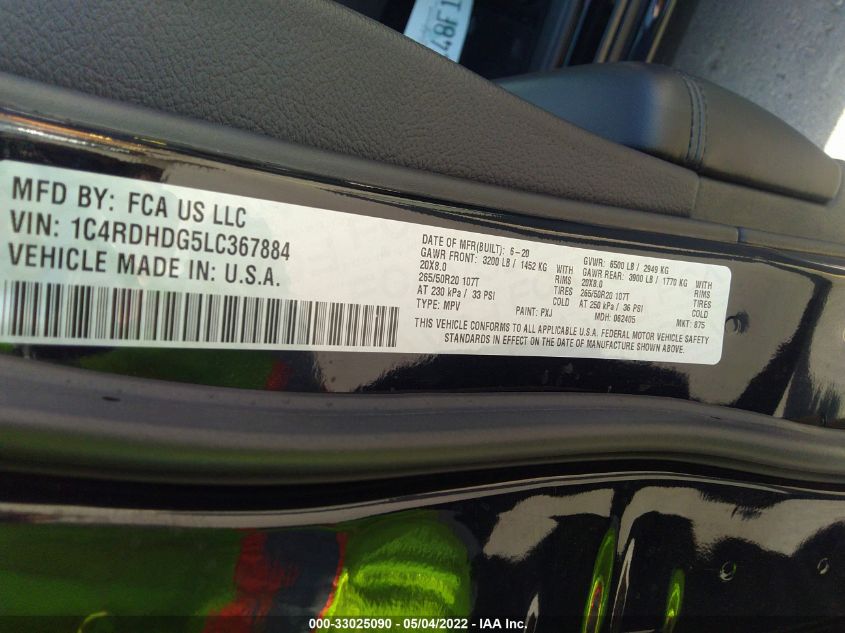 48F1
MFD BY: FCA US LLC
VIN: 1C4RDHDG5LC367884
VEHICLE MADE IN: U.S.A.
DATE OF MFR(BUILT): 6-20
GAWR FRONT: 3200 LB / 1452 KG WITH
20X8.0 RIMS
265/50R20 107T TIRES
AT 230 kPa / 33 PSI COLD
TYPE: MPV PAINT: PXJ
GVWR: 6500 LB / 2949 KG
GAWR REAR: 3900 LB / 1770 KG WITH
20X8.0 RIMS
265/50R20 107T TIRES
AT 250 kPa / 36 PSI COLD
MDH: 062405 MKT: 875
THIS VEHICLE CONFORMS TO ALL APPLICABLE U.S.A. FEDERAL MOTOR VEHICLE SAFETY
STANDARDS IN EFFECT ON THE DATE OF MANUFACTURE SHOWN ABOVE.
000-33025090 - 05/04/2022 - IAA Inc.